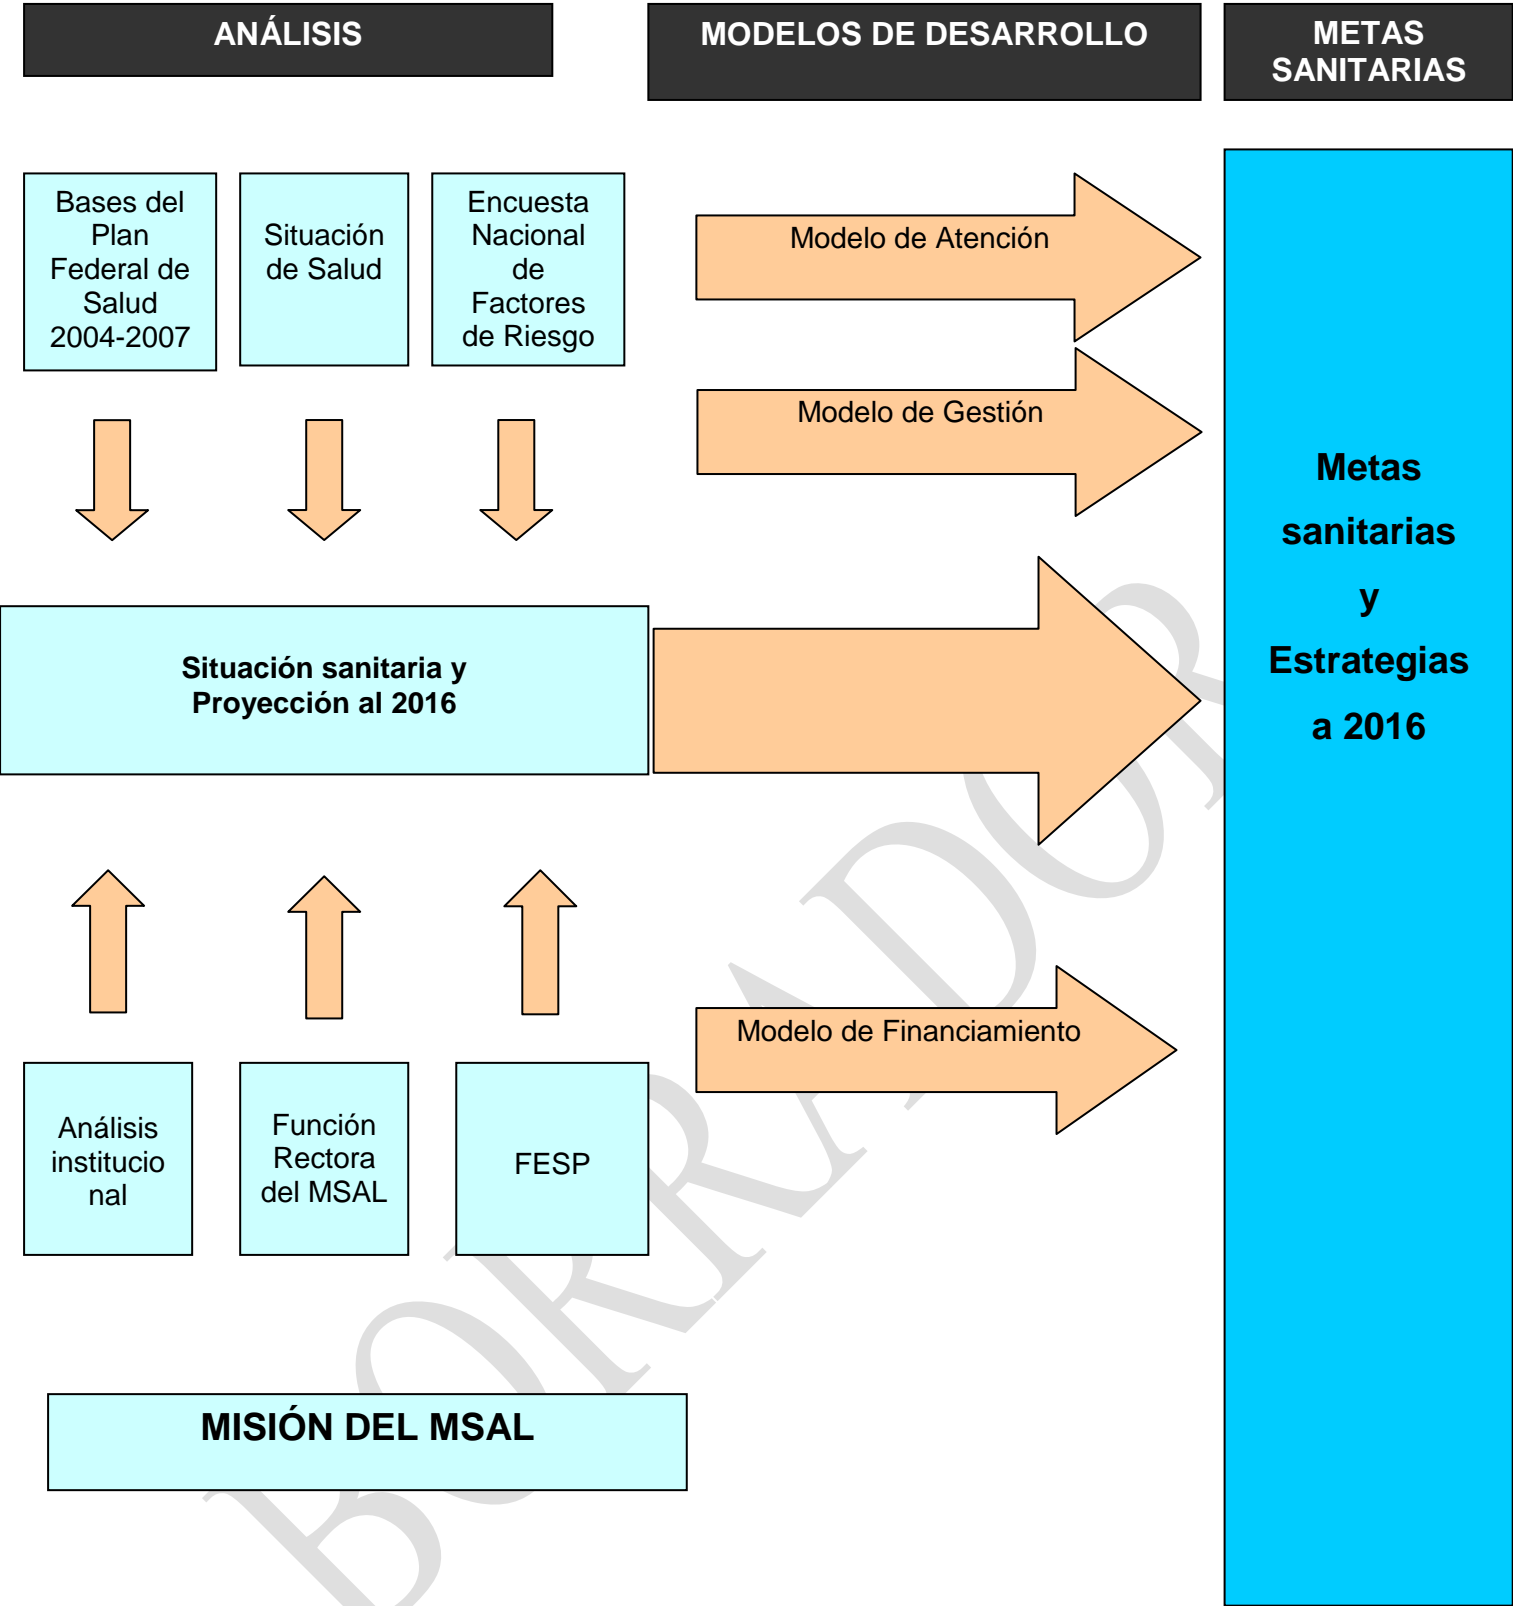 ANÁLISIS
MODELOS DE DESARROLLO
METAS
SANITARIAS
Bases del
Plan
Federal de
Salud
2004-2007
Situación
de Salud
Encuesta
Nacional
de
Factores
de Riesgo
Modelo de Atención
Modelo de Gestión
Situación sanitaria y
Proyección al 2016
Metas
sanitarias
y
Estrategias
a 2016
Modelo de Financiamiento
Análisis
institucio
nal
Función
Rectora
del MSAL
FESP
MISIÓN DEL MSAL
BORRADOR